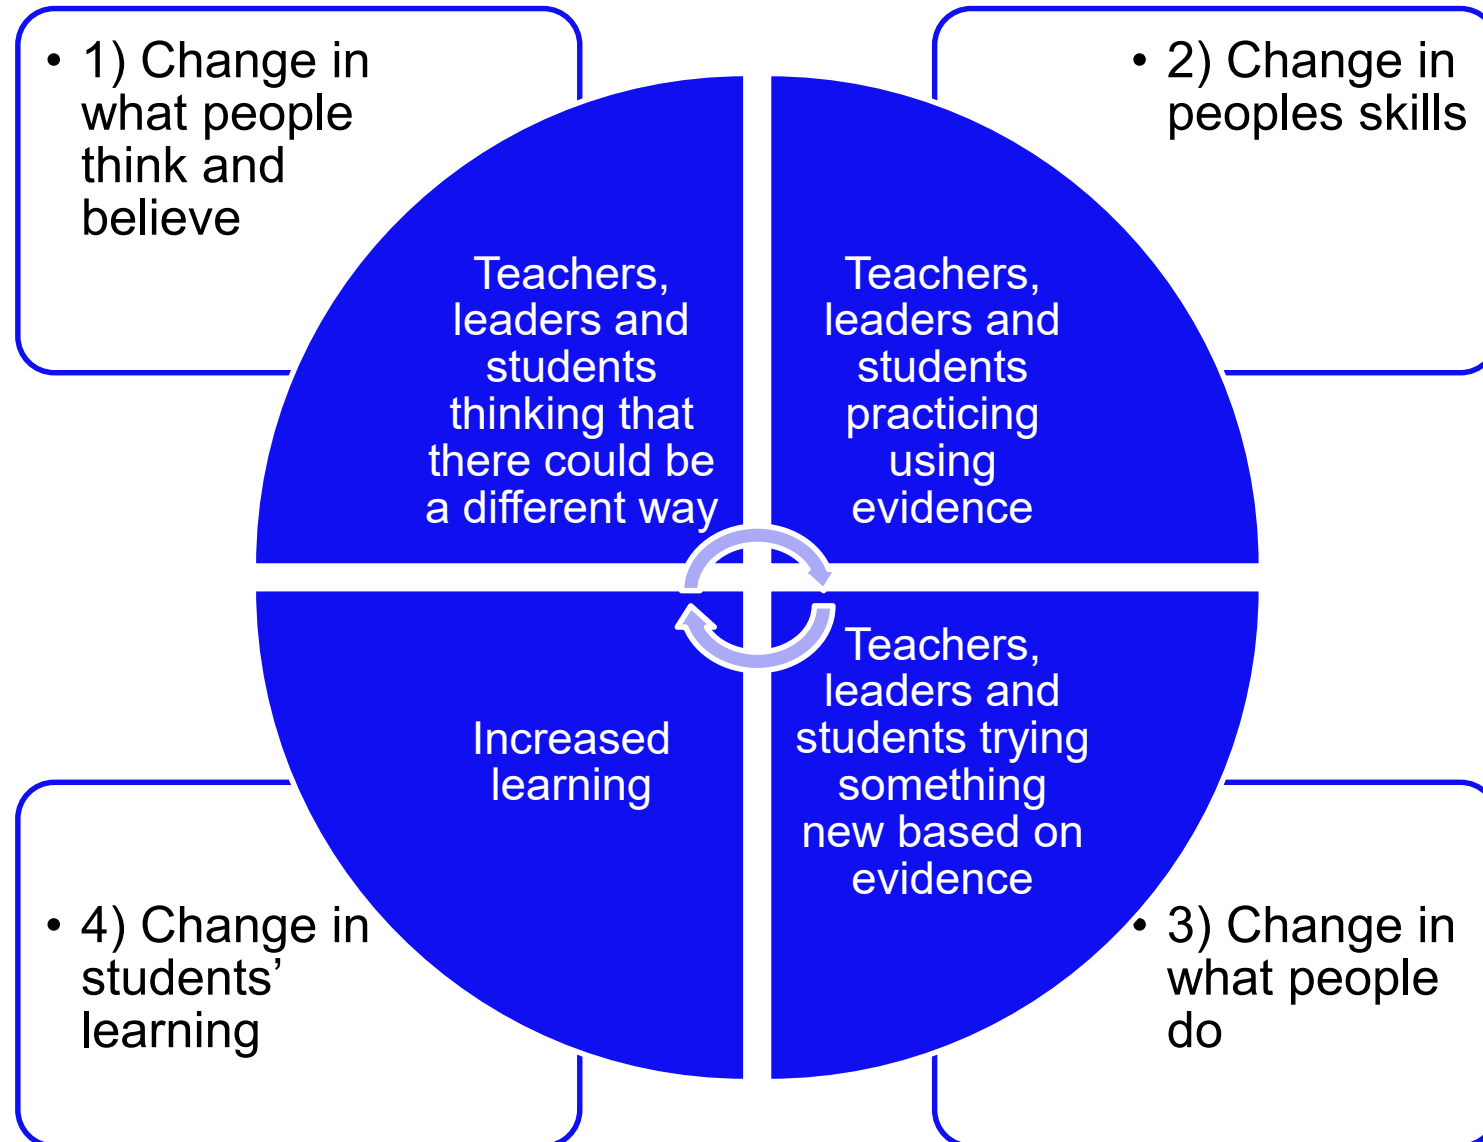 • 1) Change in
what people
think and
believe
• 2) Change in
peoples skills
Teachers,
leaders and
students
thinking that
there could be
a different way
Teachers,
leaders and
students
practicing
using
evidence
Increased
learning
Teachers,
leaders and
students trying
something
new based on
evidence
• 4) Change in
students’
learning
• 3) Change in
what people
do